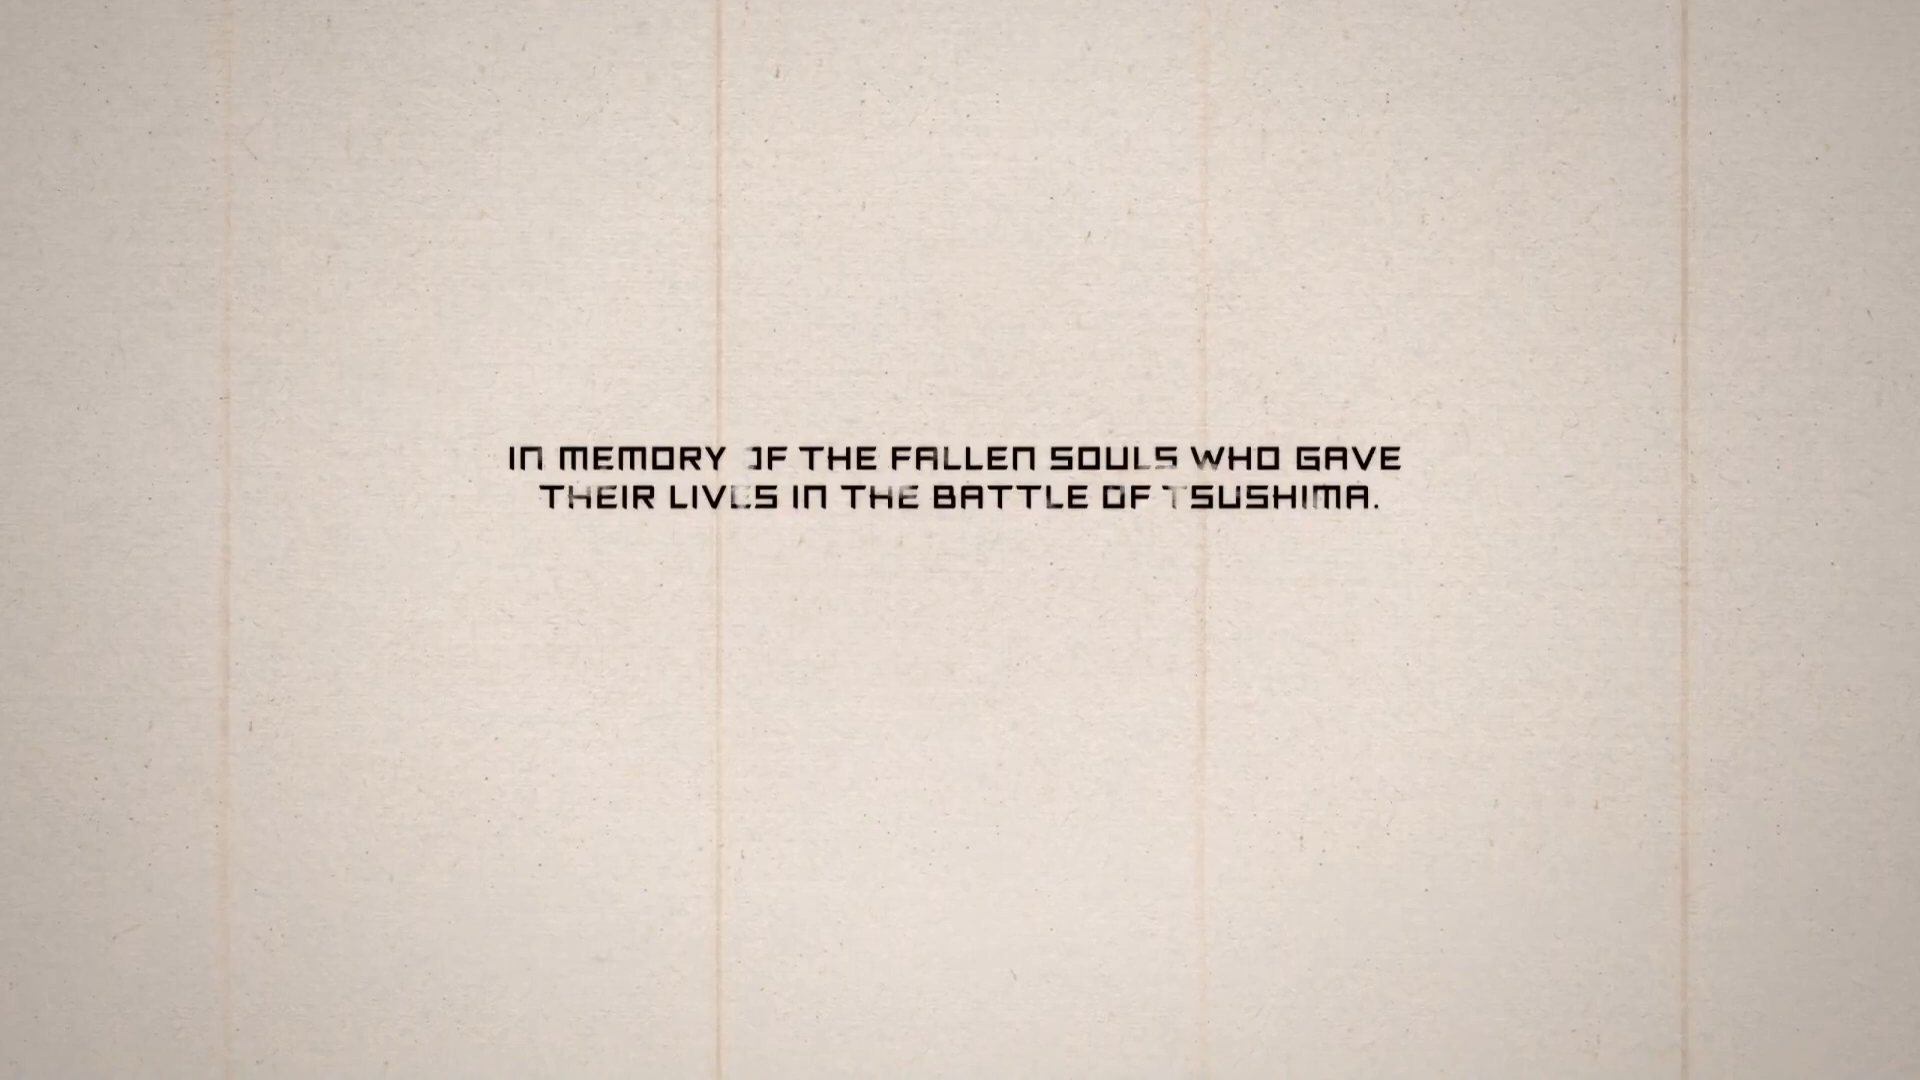 IN MEMORY OF THE FALLEN SOULS WHO GAVE
THEIR LIVES IN THE BATTLE OF TSUSHIMA.